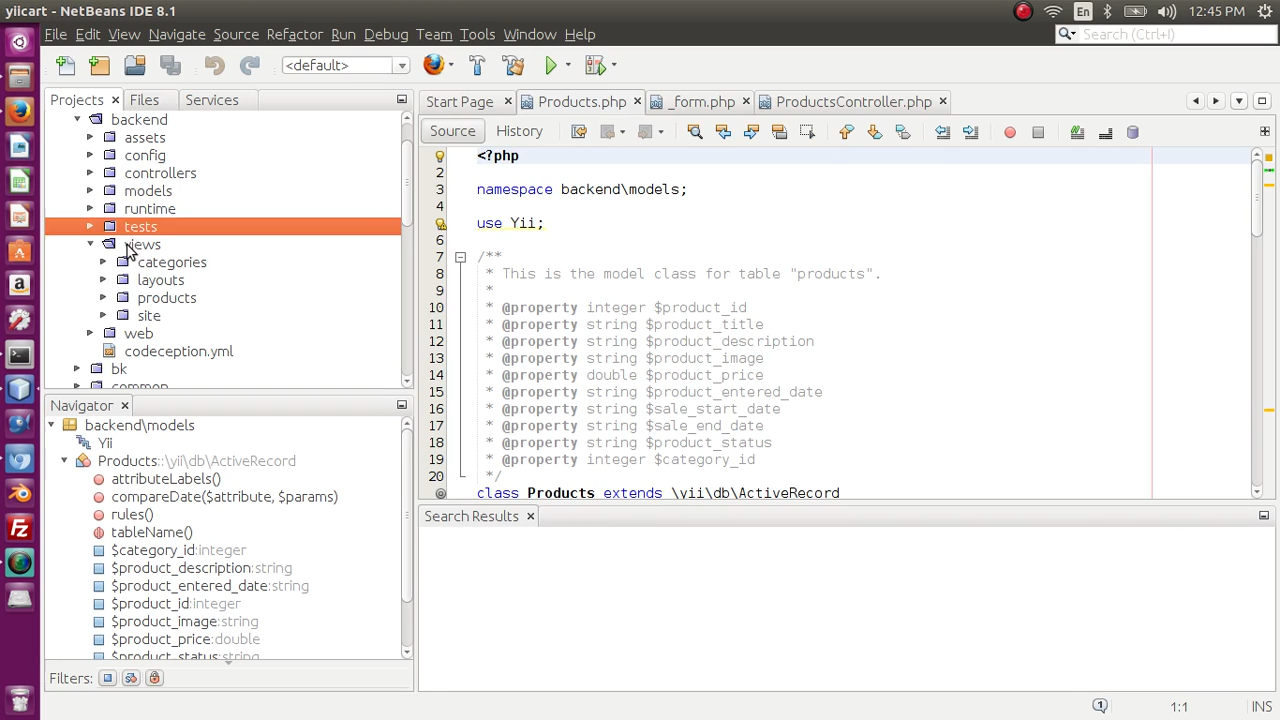 yiicart - NetBeans IDE 8.1
En
12:45 PM
File Edit View Navigate Source Refactor Run Debug Team Tools Window Help
Search (Ctrl+I)
<default>
Projects Files Services
backend
assets
config
controllers
models
runtime
tests
views
categories
layouts
products
site
web
codeception.yml
bk
common
Start Page Products.php _form.php ProductsController.php
Source History
<?php
2
3 namespace backend\models;
4
use Yii;
6
7 /**
8 * This is the model class for table "products".
9 *
10 * @property integer $product_id
11 * @property string $product_title
12 * @property string $product_description
13 * @property string $product_image
14 * @property double $product_price
15 * @property string $product_entered_date
16 * @property string $sale_start_date
17 * @property string $sale_end_date
18 * @property string $product_status
19 * @property integer $category_id
20 */
class Products extends \yii\db\ActiveRecord
Navigator
backend\models
Yii
Products::\yii\db\ActiveRecord
attributeLabels()
compareDate($attribute, $params)
rules()
tableName()
$category_id:integer
$product_description:string
$product_entered_date:string
$product_id:integer
$product_image:string
$product_price:double
$product_status:string
Filters:
Search Results
1
1:1
INS